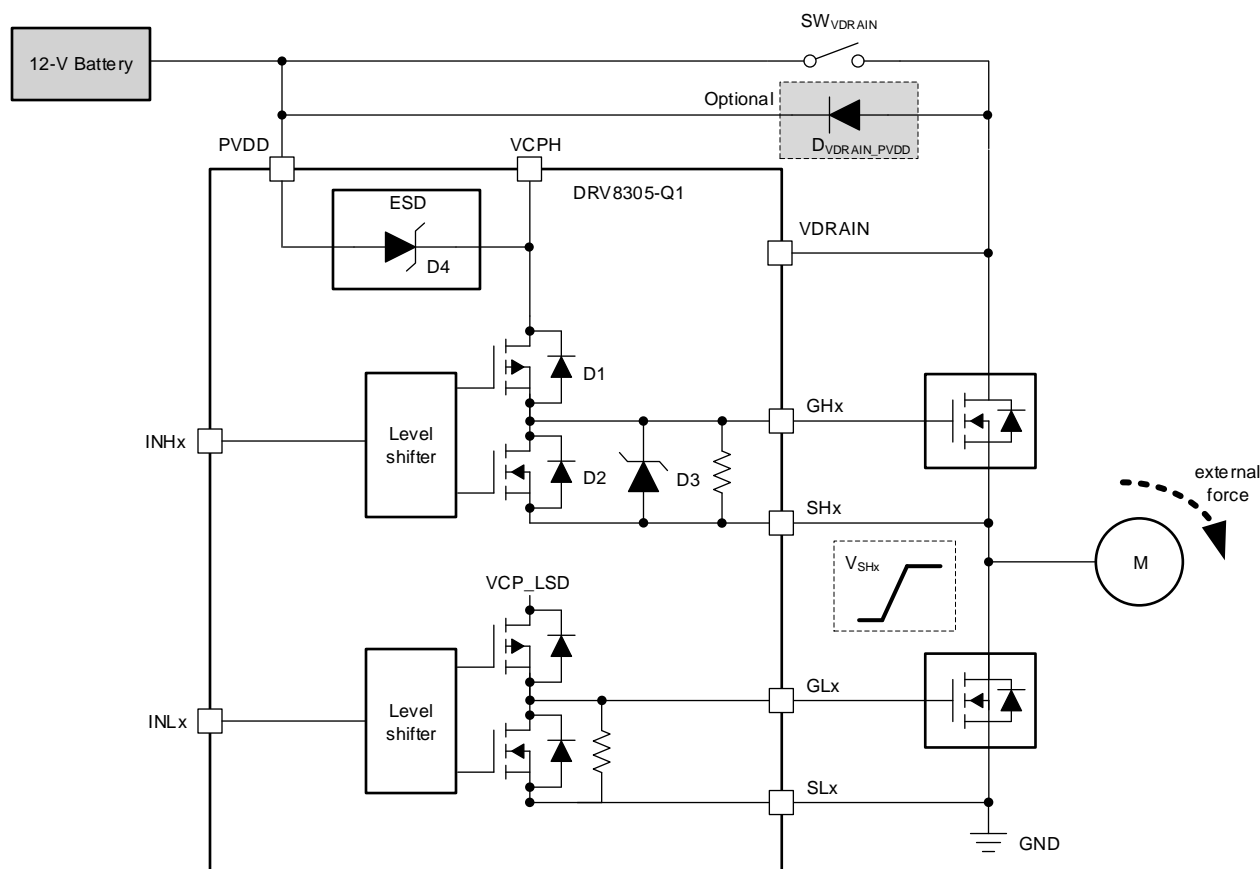 SWVDRAIN
12-V Battery
Optional
DVDRAIN_PVDD
PVDD
VCPH
DRV8305-Q1
ESD
D4
VDRAIN
D1
Level
shifter
INHx
D2
D3
GHx
SHx
external
force
M
VSHx
VCP_LSD
Level
shifter
INLx
GLx
SLx
GND